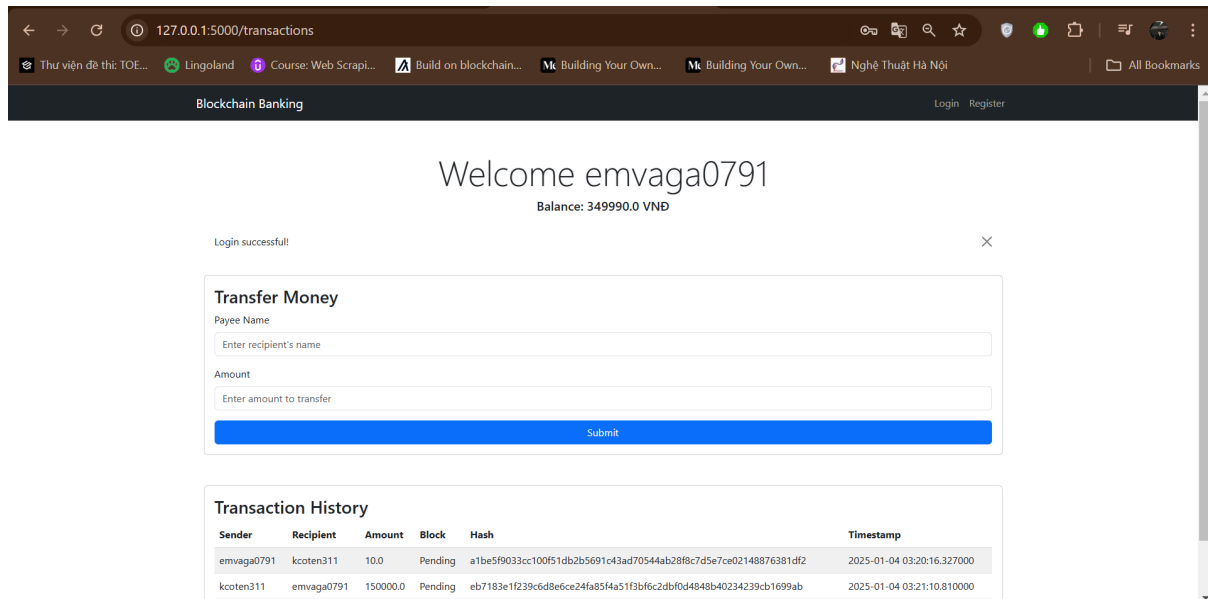 127.0.0.1:5000/transactions
Thư viện đề thi: TOE... Lingoland Course: Web Scrapi... Build on blockchain... Building Your Own... Building Your Own... Nghệ Thuật Hà Nội All Bookmarks
Blockchain Banking Login Register
Welcome emvaga0791
Balance: 349990.0 VNĐ
Login successful!
Transfer Money
Payee Name
Enter recipient's name
Amount
Enter amount to transfer
Submit
Transaction History
Sender Recipient Amount Block Hash Timestamp
emvaga0791 kcoten311 10.0 Pending a1be5f9033cc100f51db2b5691c43ad70544ab28f8c7d5e7ce02148876381df2 2025-01-04 03:20:16.327000
kcoten311 emvaga0791 150000.0 Pending eb7183e1f239c6d8e6ce24fa85f4a51f3bf6c2dbf0d4848b40234239cb1699ab 2025-01-04 03:21:10.810000